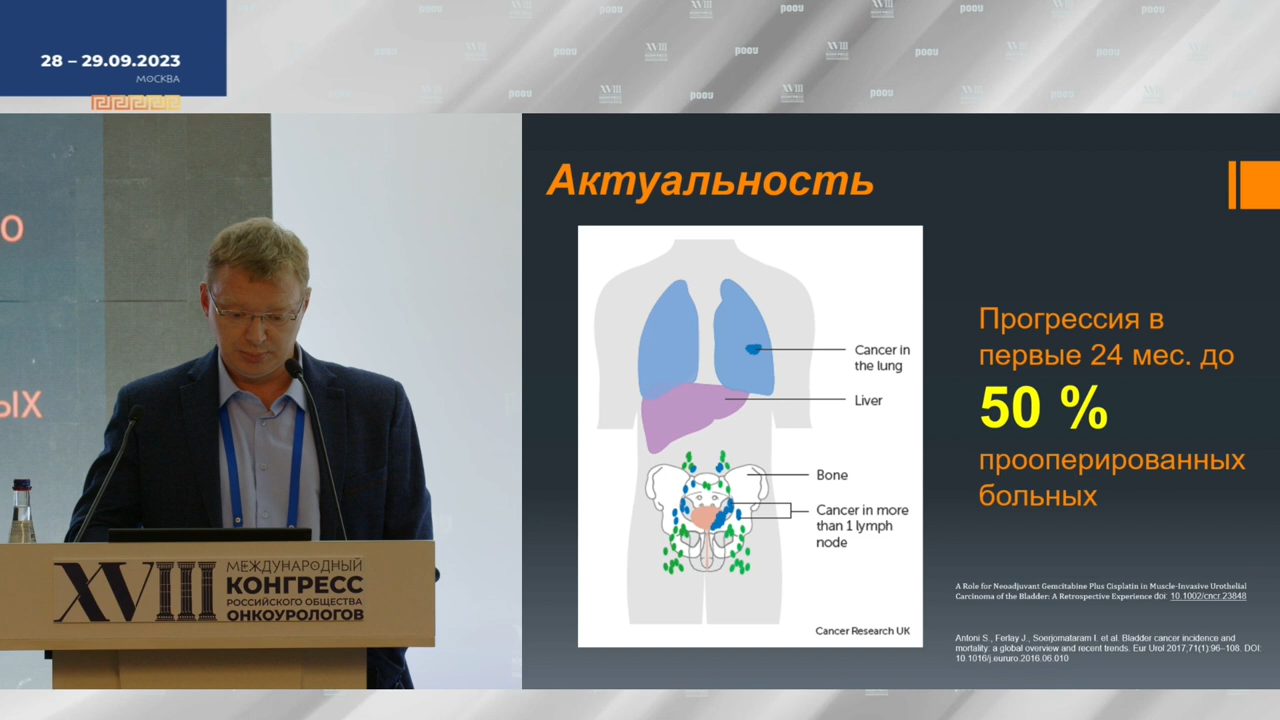 28 – 29.09.2023
МОСКВА
О
ЫХ
XVIII
МЕЖДУНАРОДНЫЙ
КОНГРЕСС
РОССИЙСКОГО ОБЩЕСТВА
ОНКОУРОЛОГОВ
Актуальность
Cancer in
the lung
Liver
Bone
Cancer in more
than 1 lymph
node
Cancer Research UK
Прогрессия в
первые 24 мес. до
50 %
прооперированных
больных
A Role for Neoadjuvant Gemcitabine Plus Cisplatin in Muscle-Invasive Urothelial
Carcinoma of the Bladder: A Retrospective Experience doi: 10.1002/cncr.23848
Antoni S., Ferlay J., Soerjomataram I. et al. Bladder cancer incidence and
mortality: a global overview and recent trends. Eur Urol 2017;71(1):96–108. DOI:
10.1016/j.eururo.2016.06.010